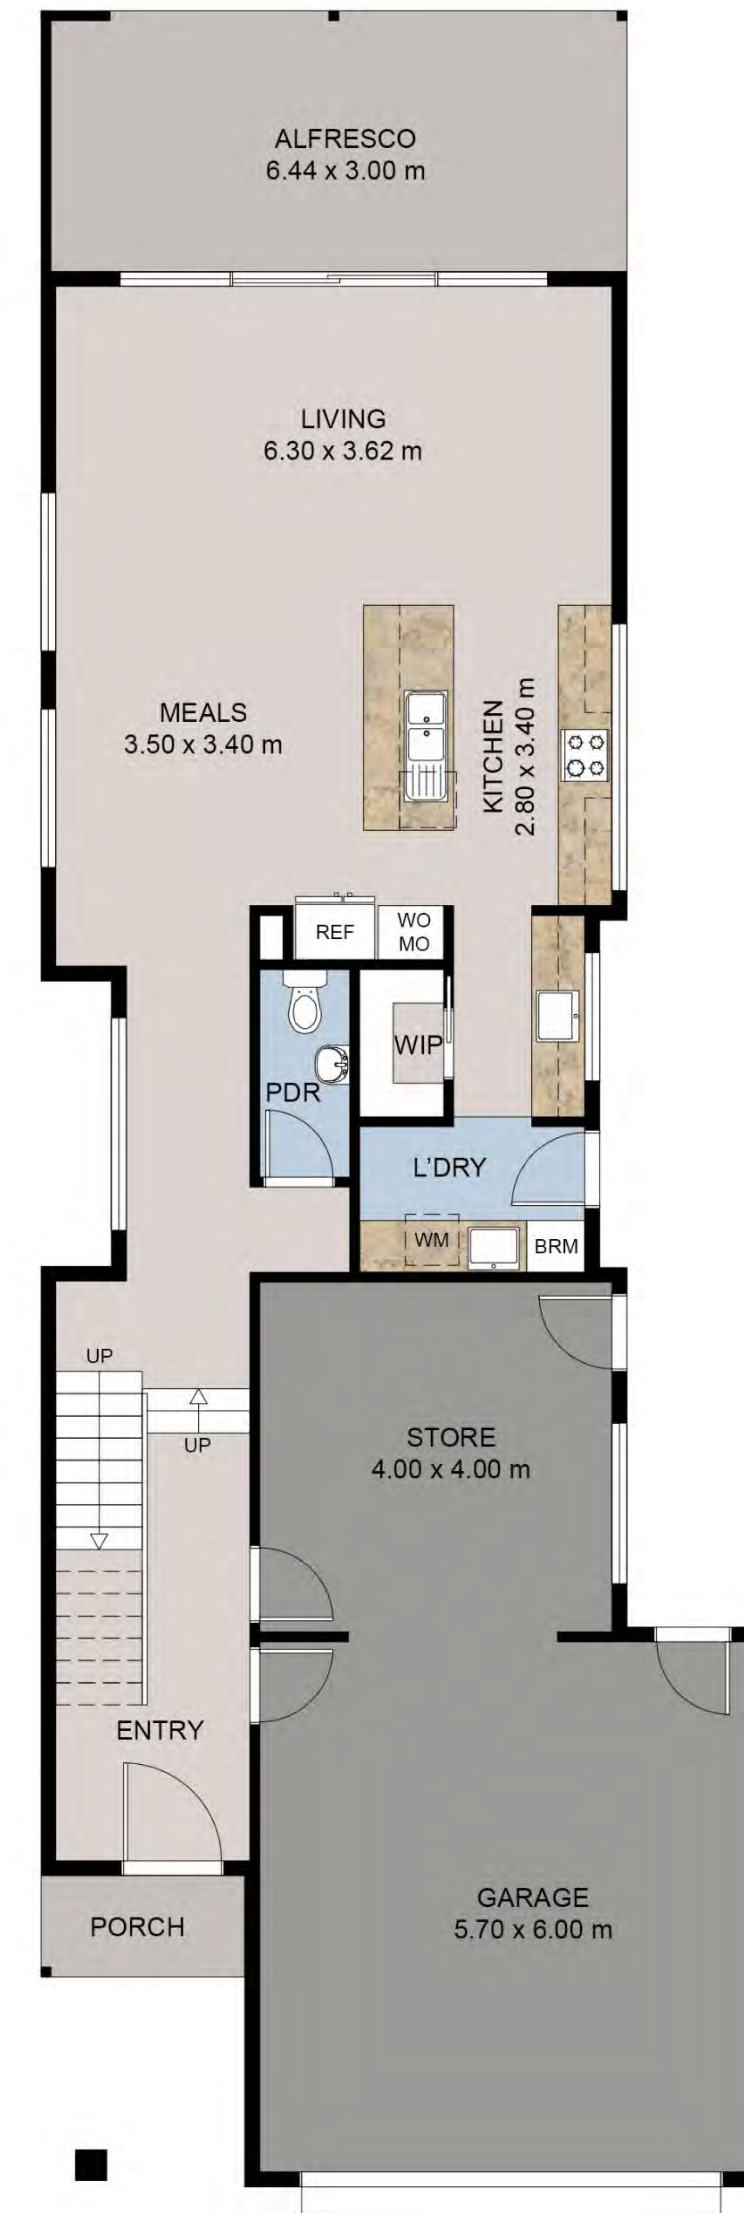 ALFRESCO
6.44 x 3.00 m
LIVING
6.30 x 3.62 m
MEALS
3.50 x 3.40 m
KITCHEN
2.80 x 3.40 m
REF
WO
MO
WIP
PDR
L'DRY
WM
BRM
UP
UP
STORE
4.00 x 4.00 m
ENTRY
GARAGE
5.70 x 6.00 m
PORCH